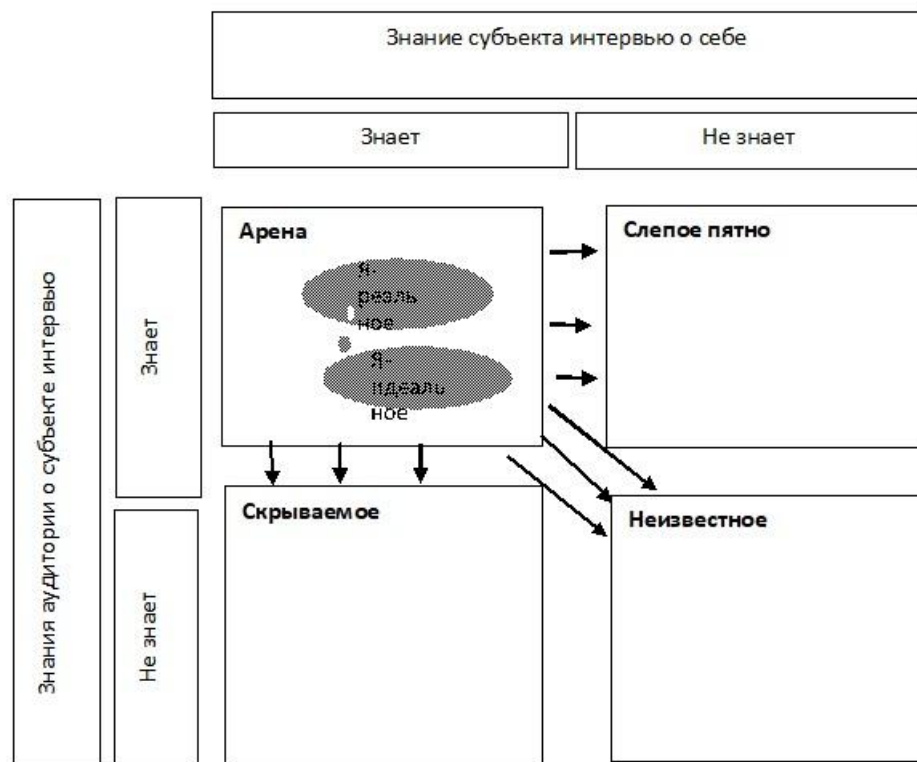 Знание субъекта интервью о себе
Знает
Не знает
Знания аудитории о субъекте интервью
Знает
Арена
Я-
реаль
ное
Я-
идеаль
ное
Слепое пятно
Не знает
Скрываемое
Неизвестное